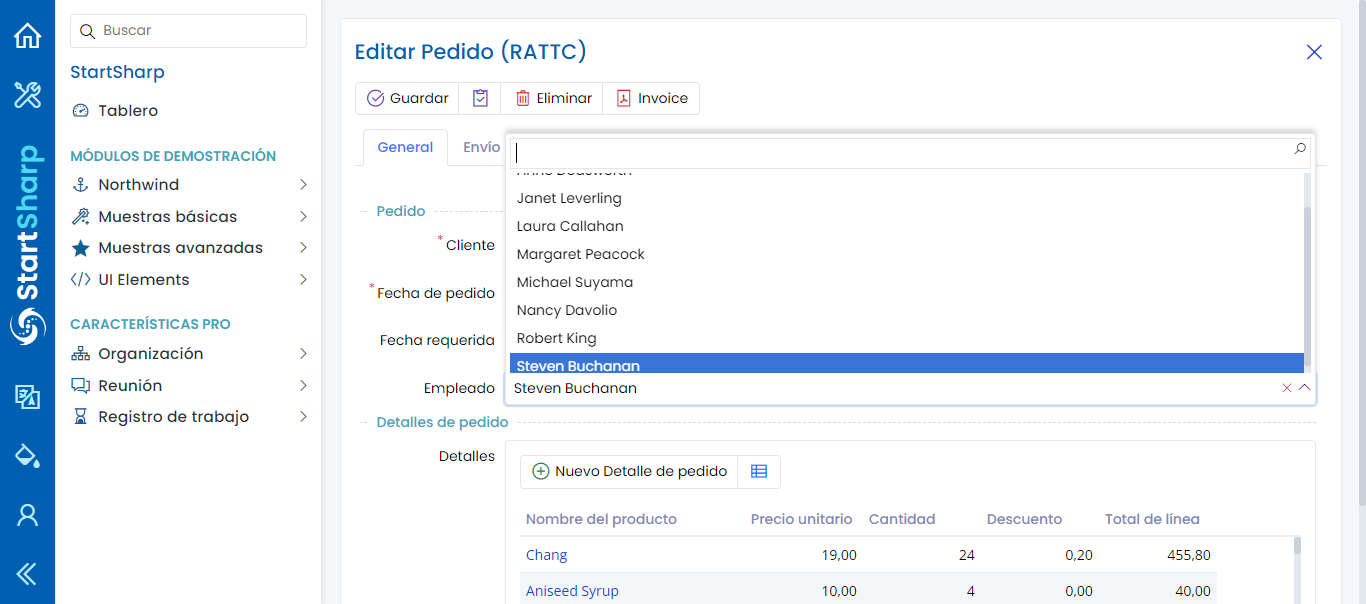 StartSharp
Buscar
StartSharp
Tablero
MÓDULOS DE DEMOSTRACIÓN
Northwind
Muestras básicas
Muestras avanzadas
UI Elements
CARACTERÍSTICAS PRO
Organización
Reunión
Registro de trabajo
Editar Pedido (RATTC)
Guardar
Eliminar
Invoice
General
Envío
Pedido
* Cliente
* Fecha de pedido
Fecha requerida
Janet Leverling
Laura Callahan
Margaret Peacock
Michael Suyama
Nancy Davolio
Robert King
Steven Buchanan
Empleado
Steven Buchanan
Detalles de pedido
Detalles
Nuevo Detalle de pedido
Nombre del producto Precio unitario Cantidad Descuento Total de línea
Chang 19,00 24 0,20 455,80
Aniseed Syrup 10,00 4 0,00 40,00